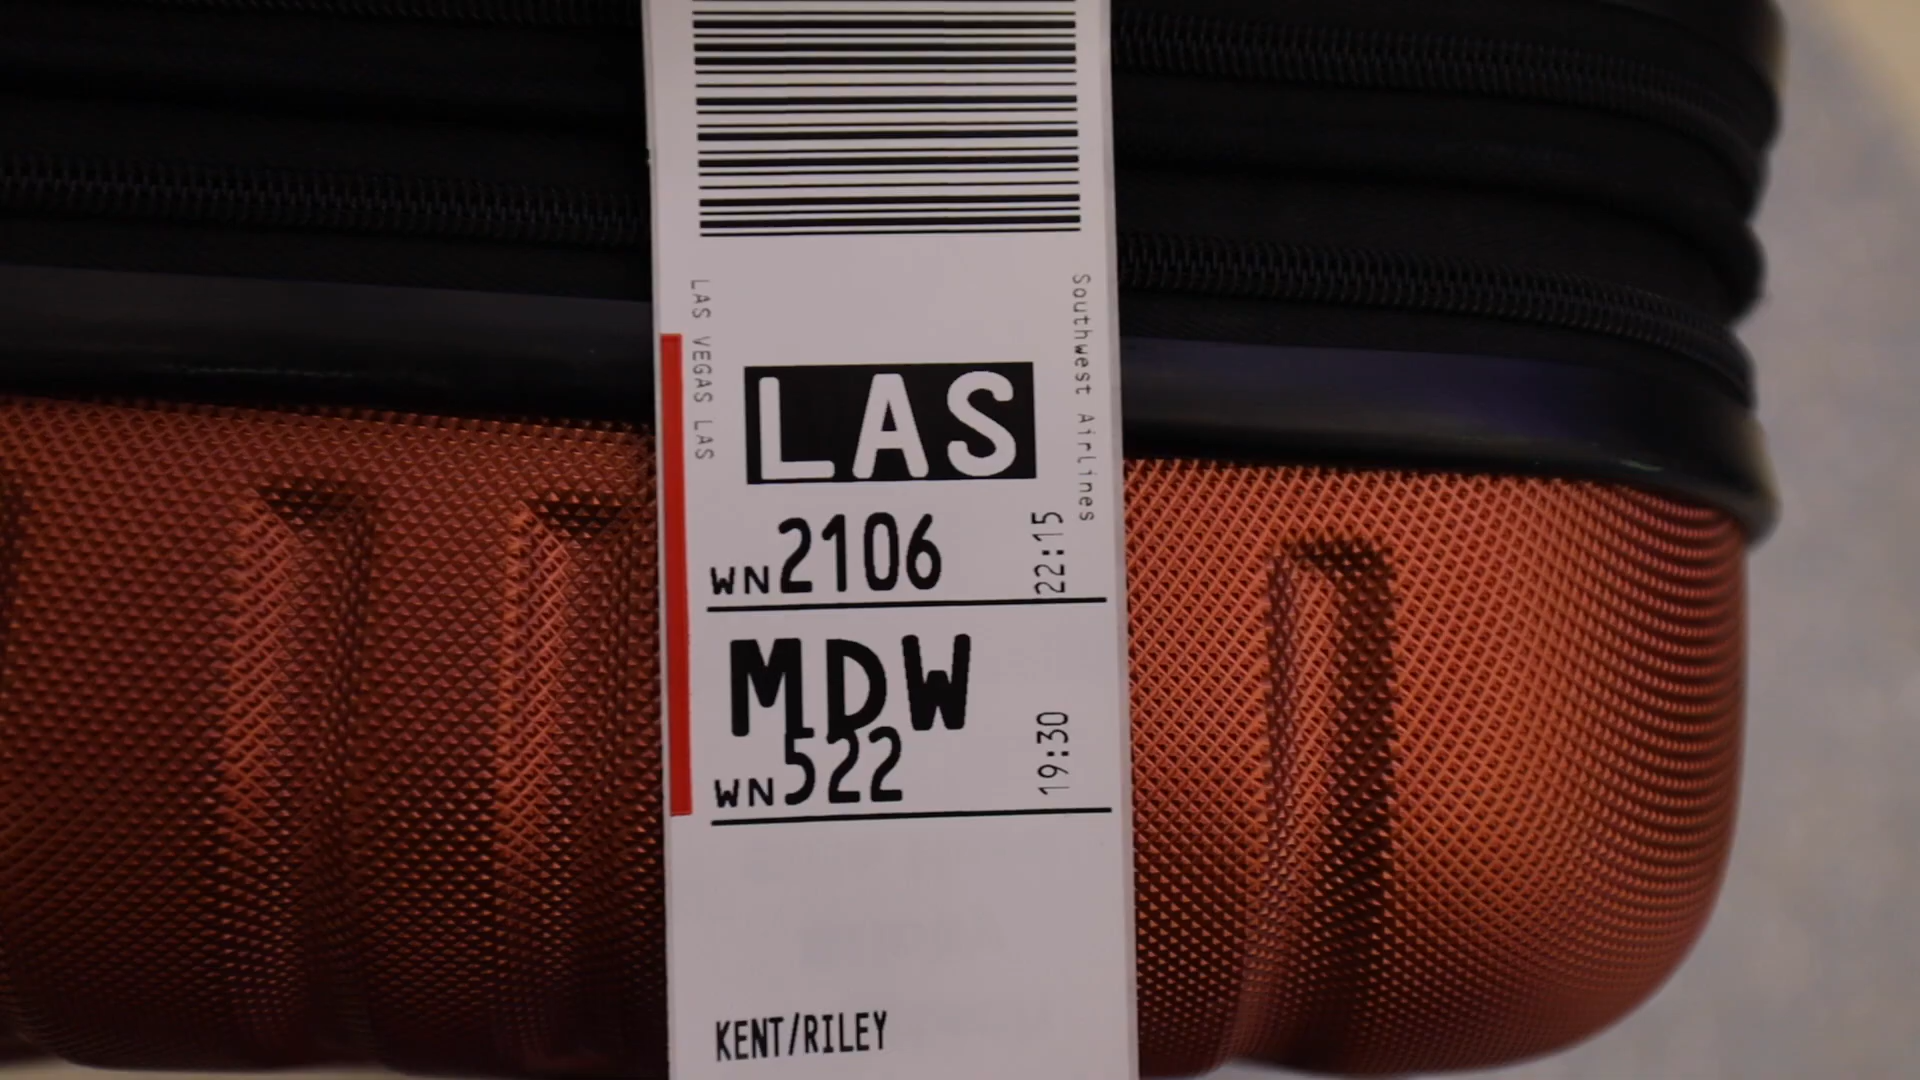 LAS VEGAS LAS
Southwest Airlines
LAS
WN2106
22:15
MDW
WN522
19:30
KENT/RILEY